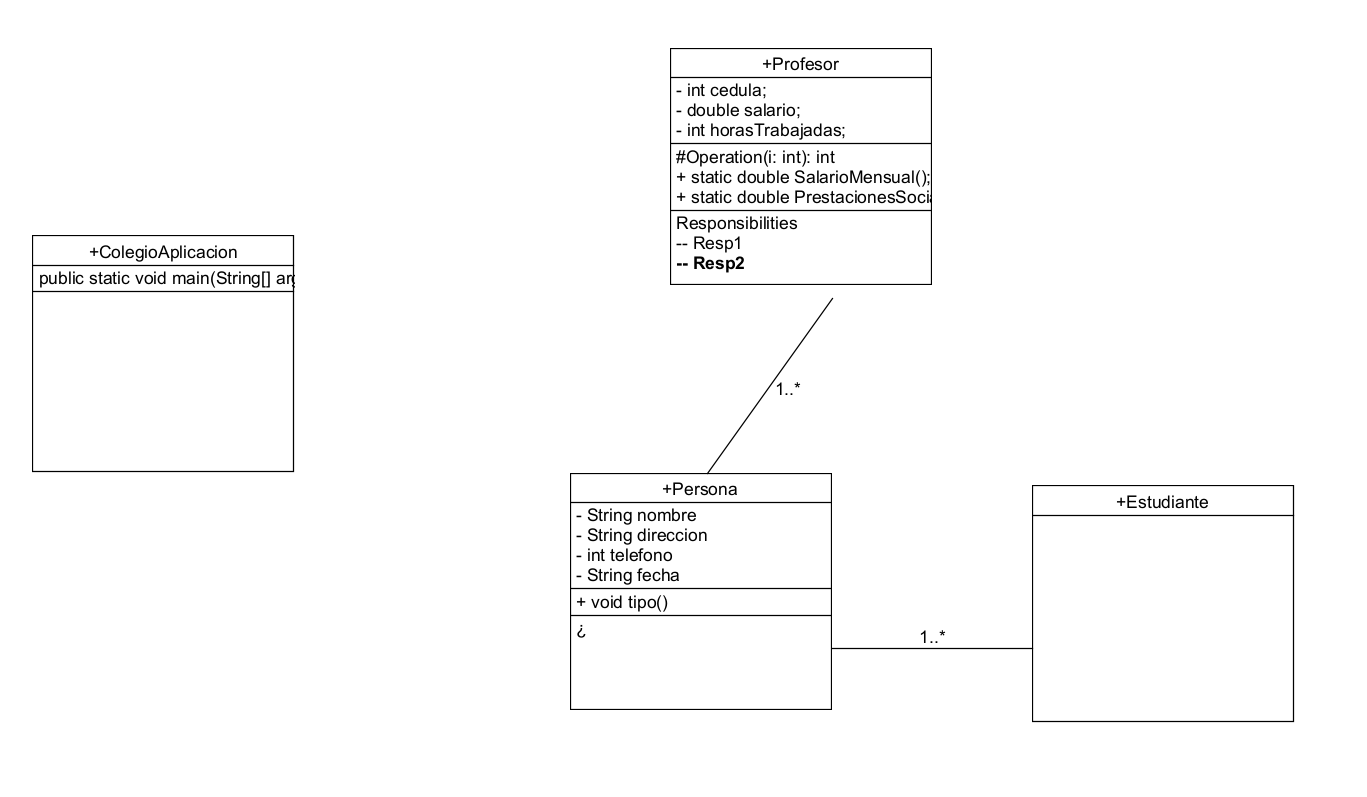 +Profesor
- int cedula;
- double salario;
- int horasTrabajadas;
#Operation(i: int): int
+ static double SalarioMensual();
+ static double
Responsibilities
-- Resp1
-- Resp2
+ColegioAplicacion
public static void main(String[]
1..*
+Persona
- String nombre
- String direccion
- int telefono
- String fecha
+ void tipo()
¿
1..*
+Estudiante